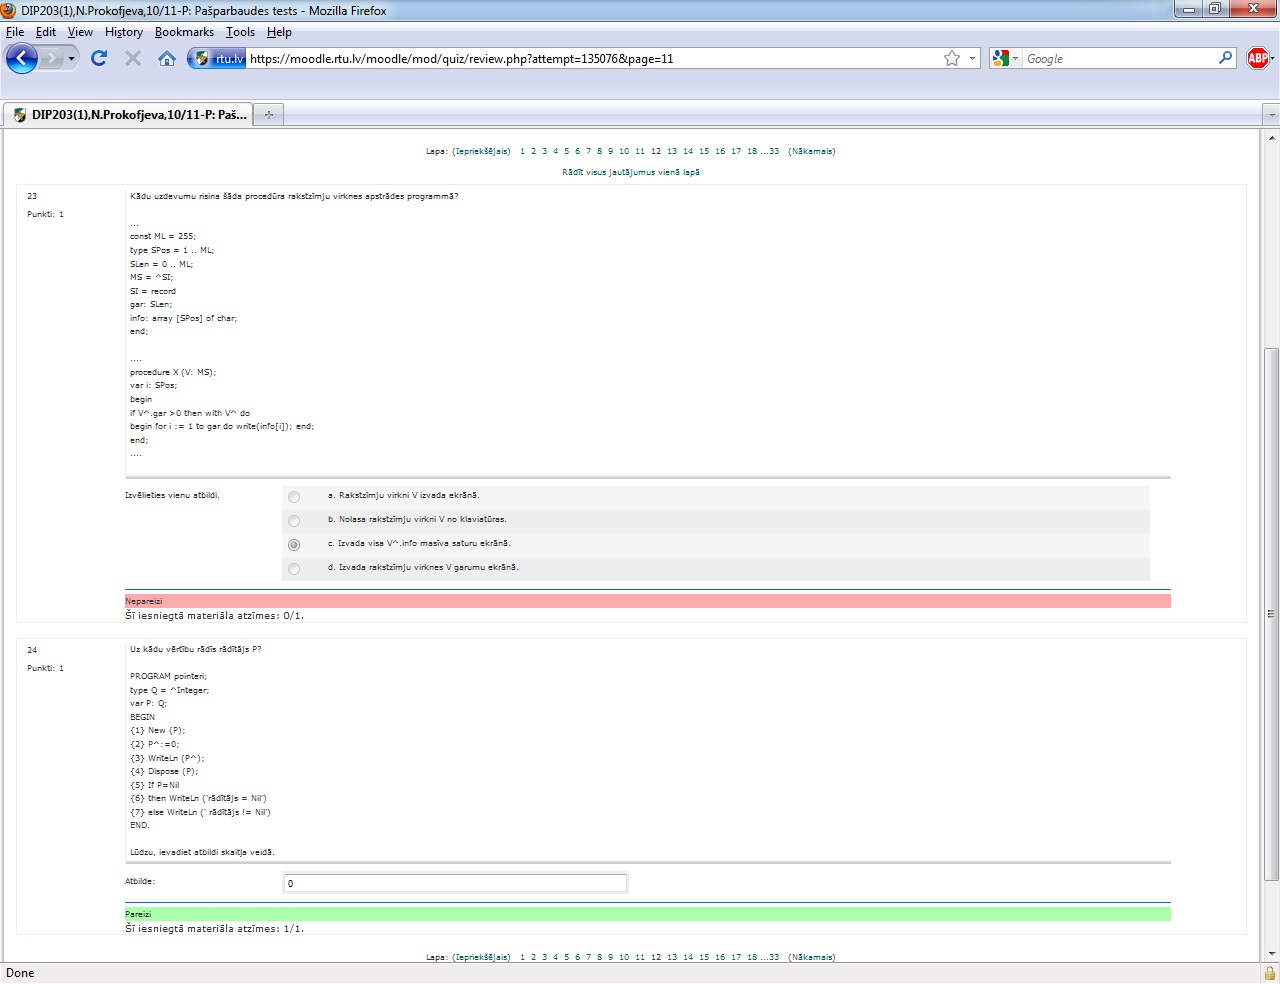 DIP203(1),N.Prokofjeva,10/11-P: Pašparbaudes tests - Mozilla Firefox
File Edit View History Bookmarks Tools Help
rtu.lv https://moodle.rtu.lv/moodle/mod/quiz/review.php?attempt=135076&page=11
Google
ABP
DIP203(1),N.Prokofjeva,10/11-P: Paš...
Lapa: (Iepriekšējais) 1 2 3 4 5 6 7 8 9 10 11 12 13 14 15 16 17 18 ...33 (Nākamais)
Rādīt visus jautājumus vienā lapā
23
Punkti: 1
Kādu uzdevumu risina šāda procedūra rakstzīmju virknes apstrādes programmā?
...
const ML = 255;
type SPos = 1 .. ML;
SLen = 0 .. ML;
MS = ^SI;
SI = record
gar: SLen;
info: array [SPos] of char;
end;
....
procedure X (V: MS);
var i: SPos;
begin
if V^.gar >0 then with V^ do
begin for i := 1 to gar do write(info[i]); end;
end;
....
Izvēlieties vienu atbildi.
a. Rakstzīmju virkni V izvada ekrānā.
b. Nolasa rakstzīmju virkni V no klaviatūras.
c. Izvada visa V^.info masīva saturu ekrānā.
d. Izvada rakstzīmju virknes V garumu ekrānā.
Nepareizi
Šī iesniegtā materiāla atzīmes: 0/1.
24
Punkti: 1
Uz kādu vērtību rādīs rādītājs P?
PROGRAM pointeri;
type Q = ^Integer;
var P: Q;
BEGIN
{1} New (P);
{2} P^:=0;
{3} WriteLn (P^);
{4} Dispose (P);
{5} If P=Nil
{6} then WriteLn ('rādītājs = Nil')
{7} else WriteLn (' rādītājs != Nil')
END.
Lūdzu, ievadiet atbildi skaitļa veidā.
Atbilde:
0
Pareizi
Šī iesniegtā materiāla atzīmes: 1/1.
Lapa: (Iepriekšējais) 1 2 3 4 5 6 7 8 9 10 11 12 13 14 15 16 17 18 ...33 (Nākamais)
Done